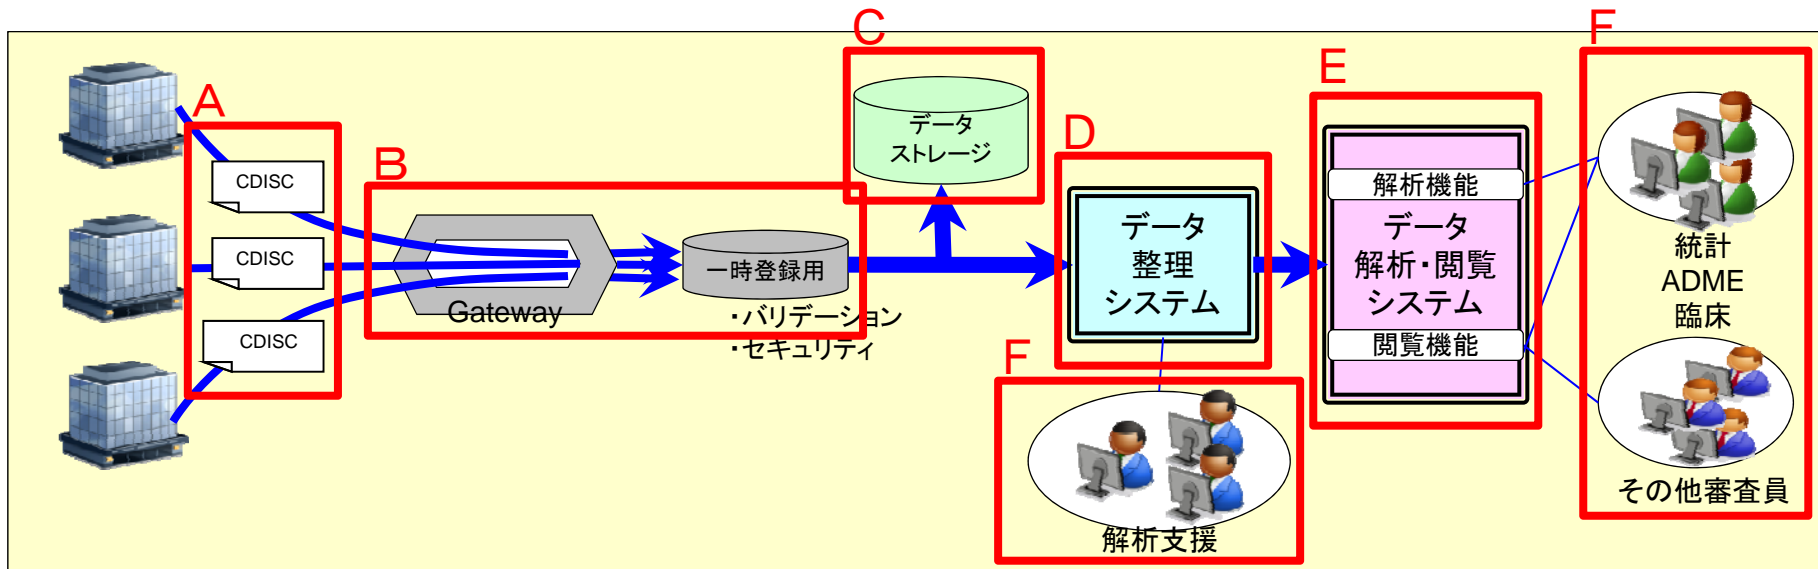 A
CDISC
CDISC
CDISC
B
Gateway
一時登録用
・バリデーション
・セキュリティ
C
データ
ストレージ
D
データ
整理
システム
F
解析支援
E
解析機能
データ
解析・閲覧
システム
閲覧機能
F
統計
ADME
臨床
その他審査員